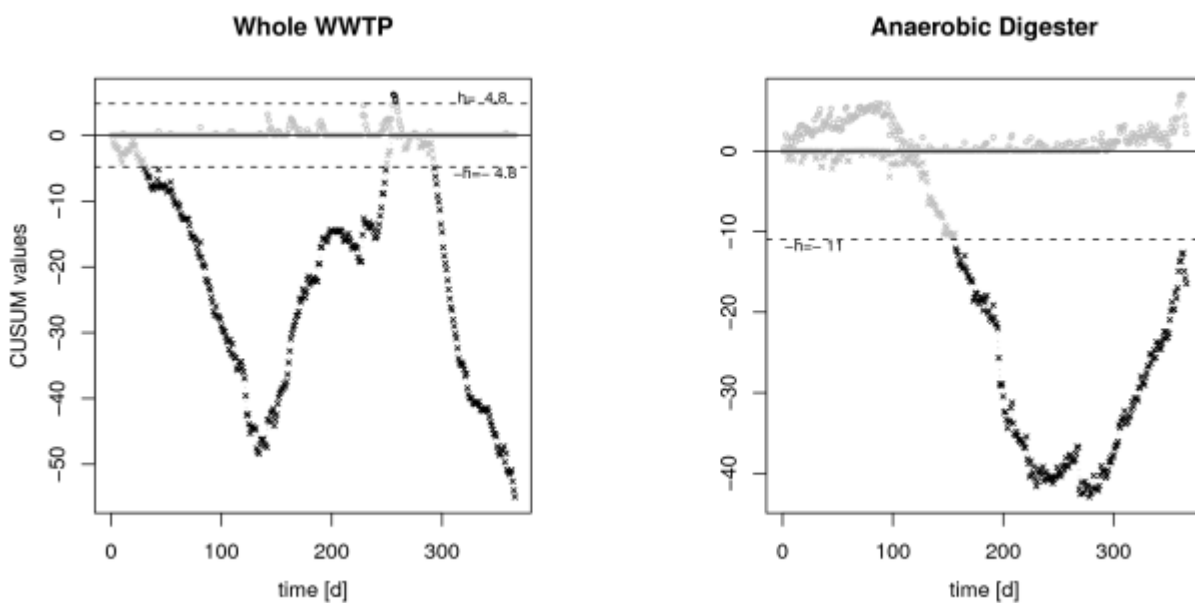 Whole WWTP
Anaerobic Digester
h= 4.8
−h=− 4.8
−h=− 11
CUSUM values
0
−10
−20
−30
−40
−50
0
−10
−20
−30
−40
0 100 200 300
0 100 200 300
time [d]
time [d]